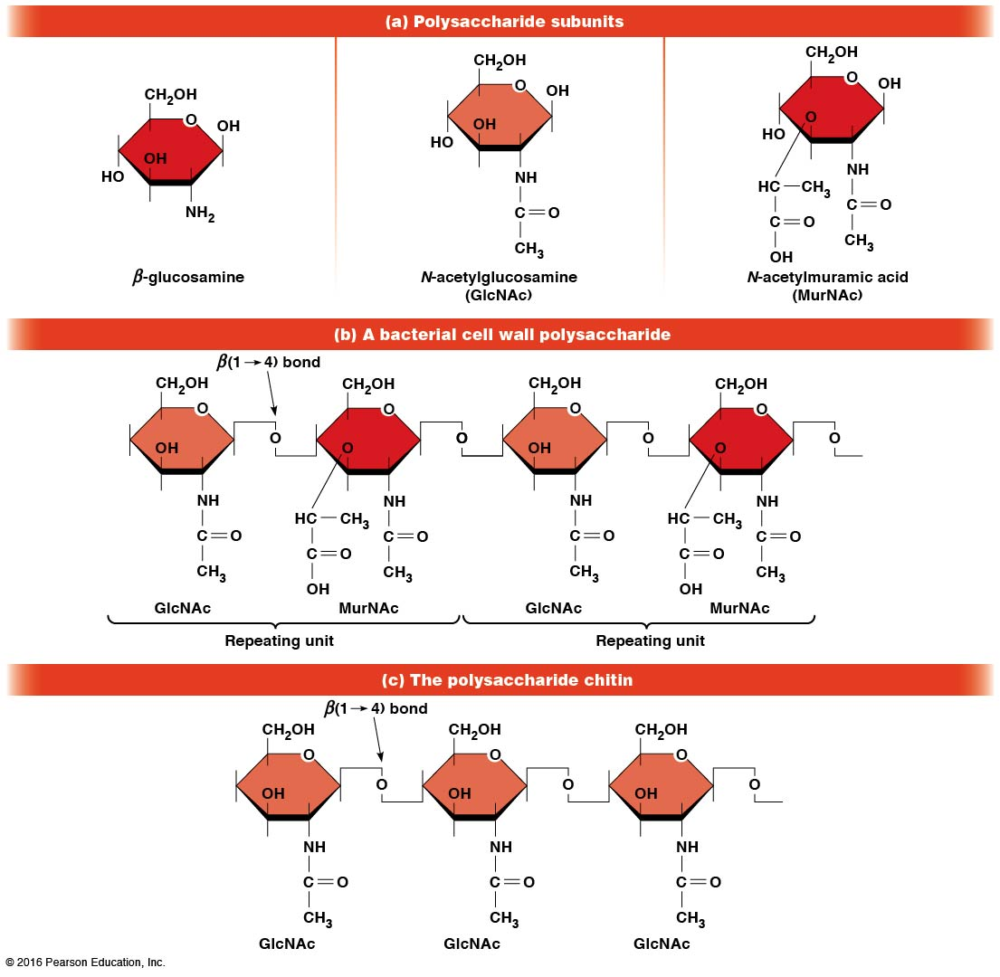 (a) Polysaccharide subunits
CH2OH
O
OH
OH
HO
NH2
β-glucosamine
CH2OH
O
OH
OH
HO
NH
C=O
CH3
N-acetylglucosamine
(GlcNAc)
CH2OH
O
OH
O
HO
NH
HC—CH3
C=O
C=O
CH3
OH
N-acetylmuramic acid
(MurNAc)
(b) A bacterial cell wall polysaccharide
β(1→4) bond
CH2OH
O
OH
NH
C=O
CH3
GlcNAc
O
CH2OH
O
O
NH
HC—CH3
C=O
C=O
CH3
OH
MurNAc
O
CH2OH
O
OH
NH
C=O
CH3
GlcNAc
O
CH2OH
O
O
NH
HC—CH3
C=O
C=O
CH3
OH
MurNAc
O
Repeating unit
Repeating unit
(c) The polysaccharide chitin
β(1→4) bond
CH2OH
O
OH
NH
C=O
CH3
GlcNAc
O
CH2OH
O
OH
NH
C=O
CH3
GlcNAc
O
CH2OH
O
OH
NH
C=O
CH3
GlcNAc
O
© 2016 Pearson Education, Inc.